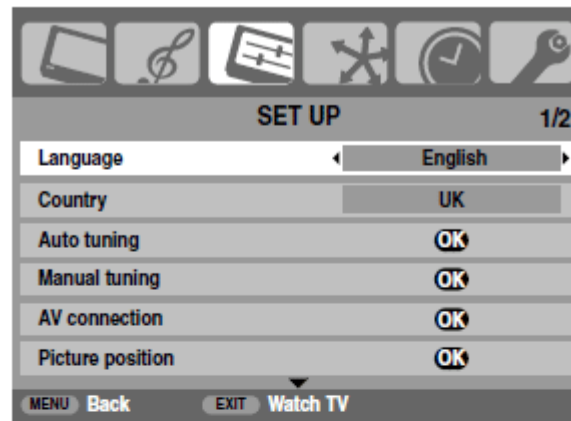 SET UP 1/2
Language English
Country UK
Auto tuning OK
Manual tuning OK
AV connection OK
Picture position OK
MENU Back EXIT Watch TV